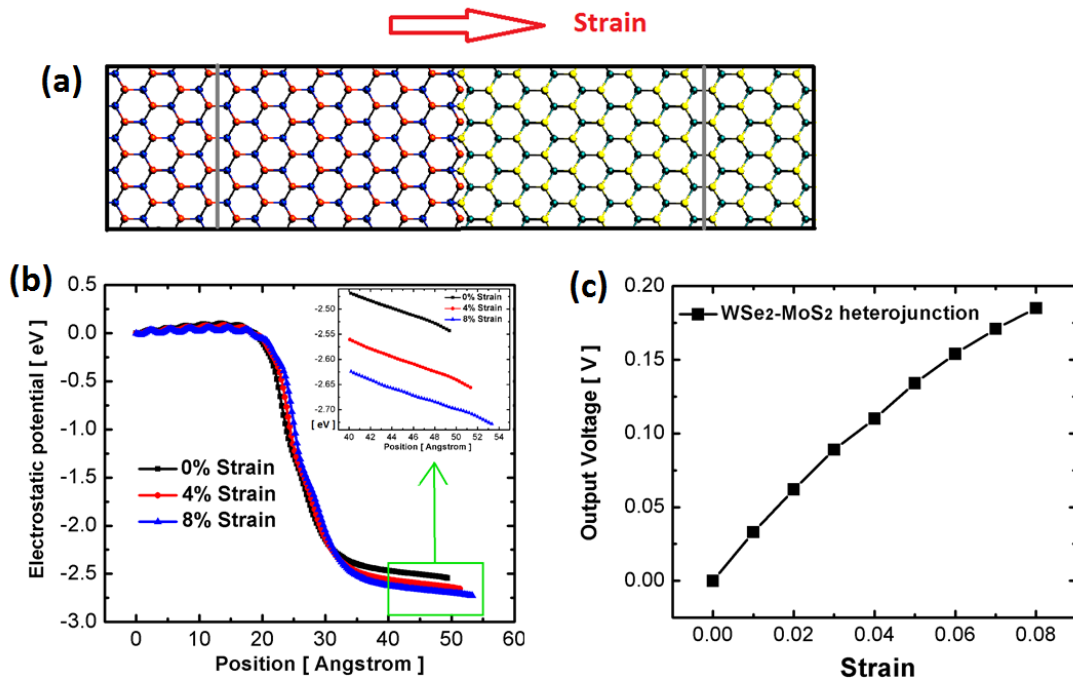 Strain
(a)
(b)
0.5
0.0
-0.5
-1.0
-1.5
-2.0
-2.5
-3.0
Electrostatic potential [ eV]
0% Strain
4% Strain
8% Strain
0 10 20 30 40 50 60
Position [ Angstrom ]
-2.50
-2.55
-2.60
-2.65
-2.70
[ eV]
0% Strain
4% Strain
8% Strain
40 42 44 46 48 50 52 54
Position [ Angstrom ]
(c)
0.20
0.15
0.10
0.05
0.00
Output Voltage [ V ]
WSe2-MoS2 heterojunction
0.00 0.02 0.04 0.06 0.08
Strain